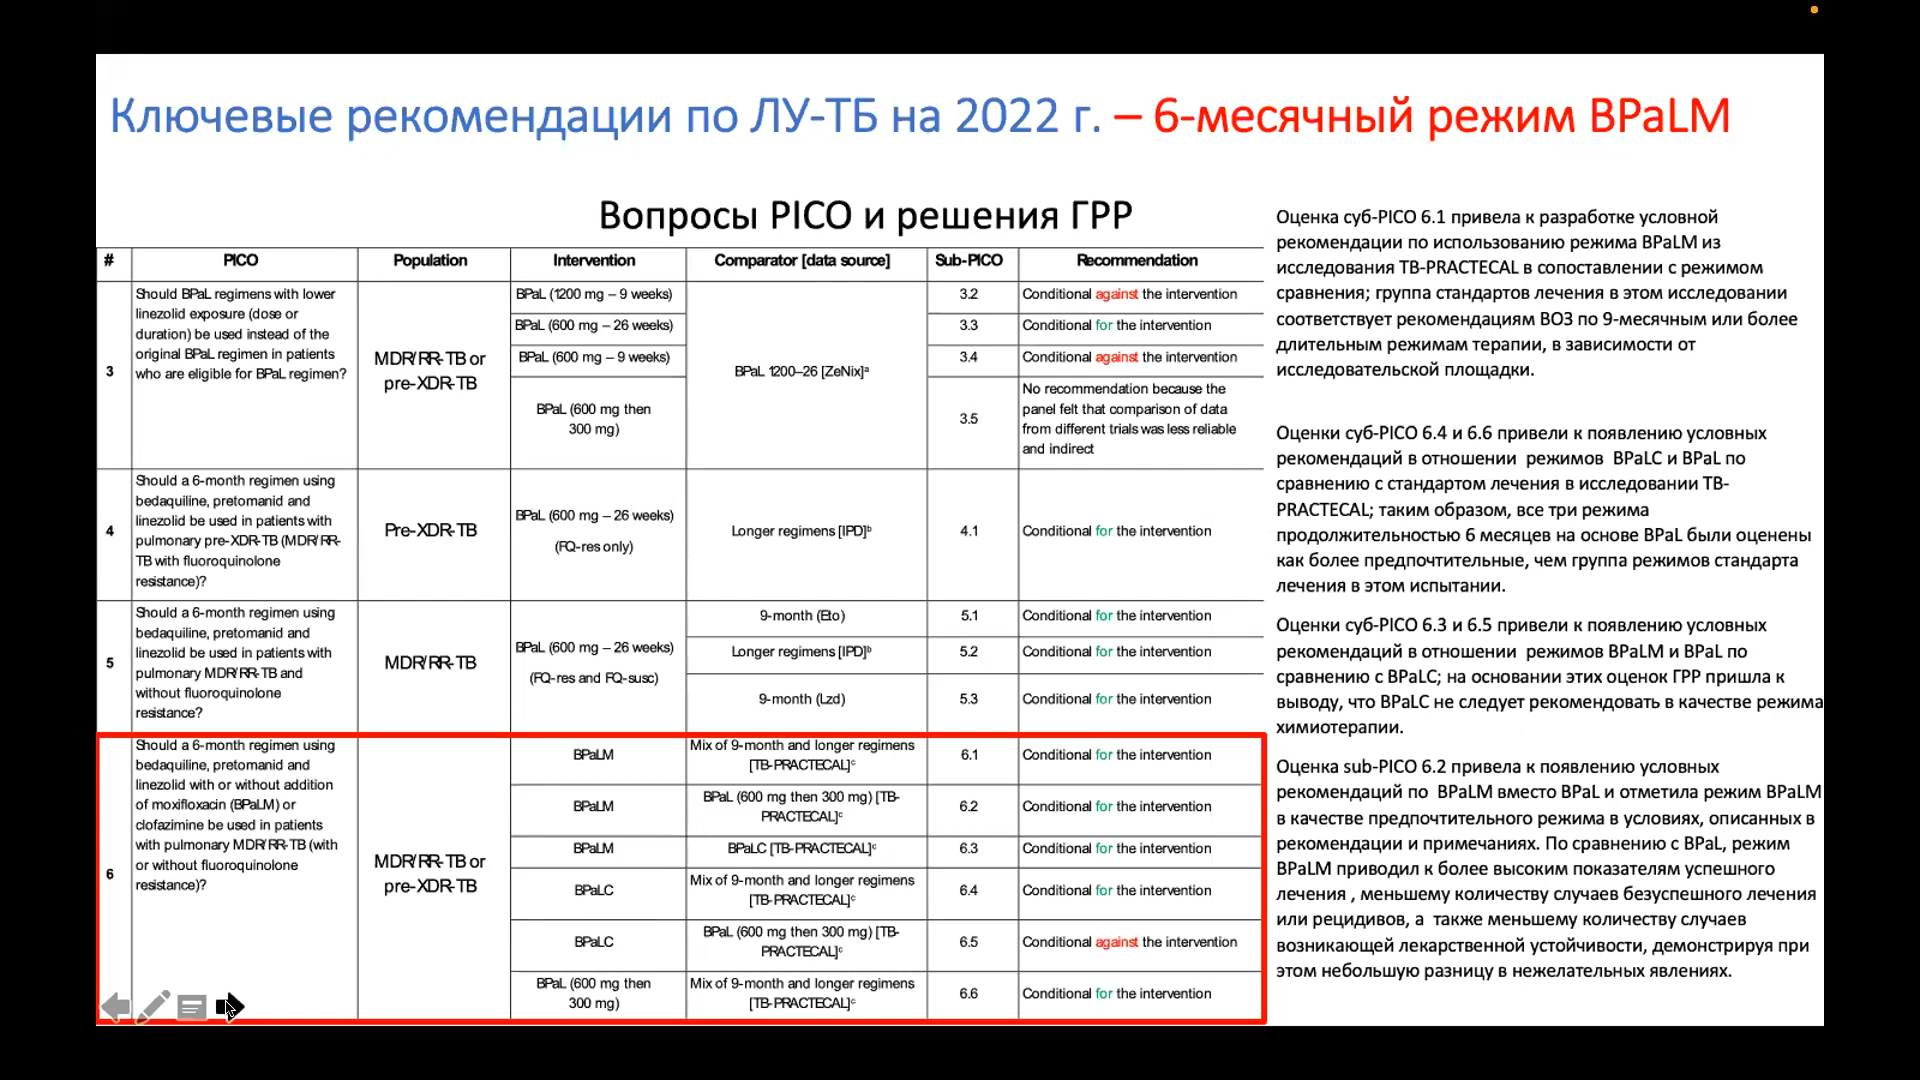 Ключевые рекомендации по ЛУ-ТБ на 2022 г. – 6-месячный режим BPaLM
Вопросы PICO и решения ГРР
# PICO Population Intervention Comparator [data source] Sub-PICO Recommendation
3
Should BPaL regimens with lower
linezolid exposure (dose or
duration) be used instead of the
original BPaL regimen in patients
who are eligible for BPaL regimen?
MDR/RR-TB or
pre-XDR-TB
BPaL (1200 mg – 9 weeks)
BPaL (600 mg – 26 weeks)
BPaL (600 mg – 9 weeks)
BPaL (600 mg then
300 mg)
BPaL 1200–26 [ZeNix]ᵃ
3.2 Conditional against the intervention
3.3 Conditional for the intervention
3.4 Conditional against the intervention
3.5
No recommendation because the
panel felt that comparison of data
from different trials was less reliable
and indirect
4
Should a 6-month regimen using
bedaquiline, pretomanid and
linezolid be used in patients with
pulmonary pre-XDR-TB (MDR/RR-
TB with fluoroquinolone
resistance)?
Pre-XDR-TB
BPaL (600 mg – 26 weeks)
(FQ-res only)
Longer regimens [IPD]ᵇ
4.1 Conditional for the intervention
5
Should a 6-month regimen using
bedaquiline, pretomanid and
linezolid be used in patients with
pulmonary MDR/RR-TB and
without fluoroquinolone
resistance?
MDR/RR-TB
BPaL (600 mg – 26 weeks)
(FQ-res and FQ-susc)
9-month (Eto) 5.1 Conditional for the intervention
Longer regimens [IPD]ᵇ 5.2 Conditional for the intervention
9-month (Lzd) 5.3 Conditional for the intervention
6
Should a 6-month regimen using
bedaquiline, pretomanid and
linezolid with or without addition
of moxifloxacin (BPaLM) or
clofazimine be used in patients
with pulmonary MDR/RR-TB (with
or without fluoroquinolone
resistance)?
MDR/RR-TB or
pre-XDR-TB
BPaLM
Mix of 9-month and longer regimens
[TB-PRACTECAL]ᶜ
6.1 Conditional for the intervention
BPaLM
BPaL (600 mg then 300 mg) [TB-
PRACTECAL]ᶜ
6.2 Conditional for the intervention
BPaLM BPaLC [TB-PRACTECAL]ᶜ 6.3 Conditional for the intervention
BPaLC
Mix of 9-month and longer regimens
[TB-PRACTECAL]ᶜ
6.4 Conditional for the intervention
BPaLC
BPaL (600 mg then 300 mg) [TB-
PRACTECAL]ᶜ
6.5 Conditional against the intervention
BPaL (600 mg then
300 mg)
Mix of 9-month and longer regimens
[TB-PRACTECAL]ᶜ
6.6 Conditional for the intervention
Оценка суб-PICO 6.1 привела к разработке условной
рекомендации по использованию режима BPaLM из
исследования TB-PRACTECAL в сопоставлении с режимом
сравнения; группа стандартов лечения в этом исследовании
соответствует рекомендациям ВОЗ по 9-месячным или более
длительным режимам терапии, в зависимости от
исследовательской площадки.
Оценки суб-PICO 6.4 и 6.6 привели к появлению условных
рекомендаций в отношении режимов BPaLC и BPaL по
сравнению с стандартом лечения в исследовании TB-
PRACTECAL; таким образом, все три режима
продолжительностью 6 месяцев на основе BPaL были оценены
как более предпочтительные, чем группа режимов стандарта
лечения в этом испытании.
Оценки суб-PICO 6.3 и 6.5 привели к появлению условных
рекомендаций в отношении режимов BPaLM и BPaL по
сравнению с BPaLC; на основании этих оценок ГРР пришла к
выводу, что BPaLC не следует рекомендовать в качестве режима
химиотерапии.
Оценка sub-PICO 6.2 привела к появлению условных
рекомендаций по BPaLM вместо BPaL и отметила режим BPaLM
в качестве предпочтительного режима в условиях, описанных в
рекомендации и примечаниях. По сравнению с BPaL, режим
BPaLM приводил к более высоким показателям успешного
лечения , меньшему количеству случаев безуспешного лечения
или рецидивов, а также меньшему количеству случаев
возникающей лекарственной устойчивости, демонстрируя при
этом небольшую разницу в нежелательных явлениях.